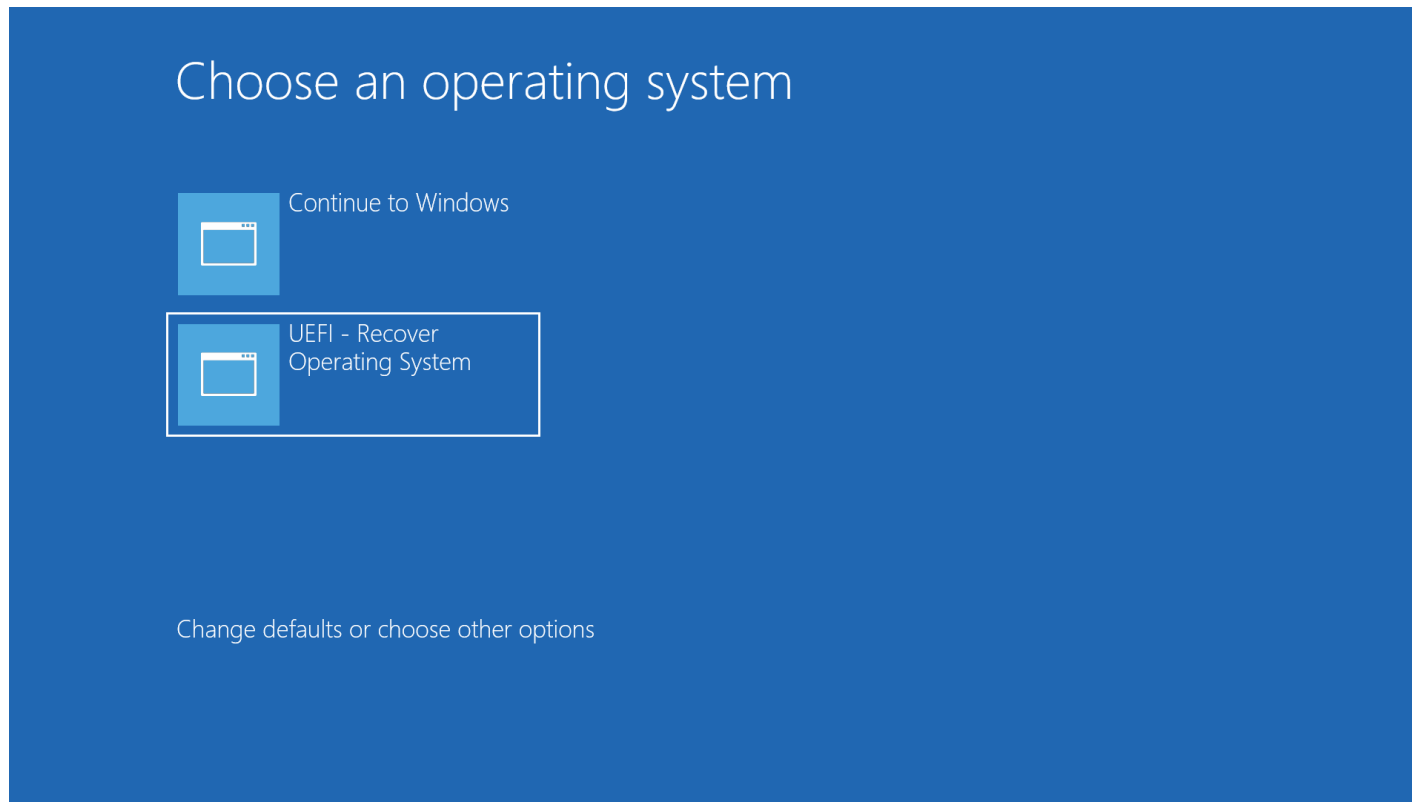 Choose an operating system
Continue to Windows
UEFI - Recover
Operating System
Change defaults or choose other options